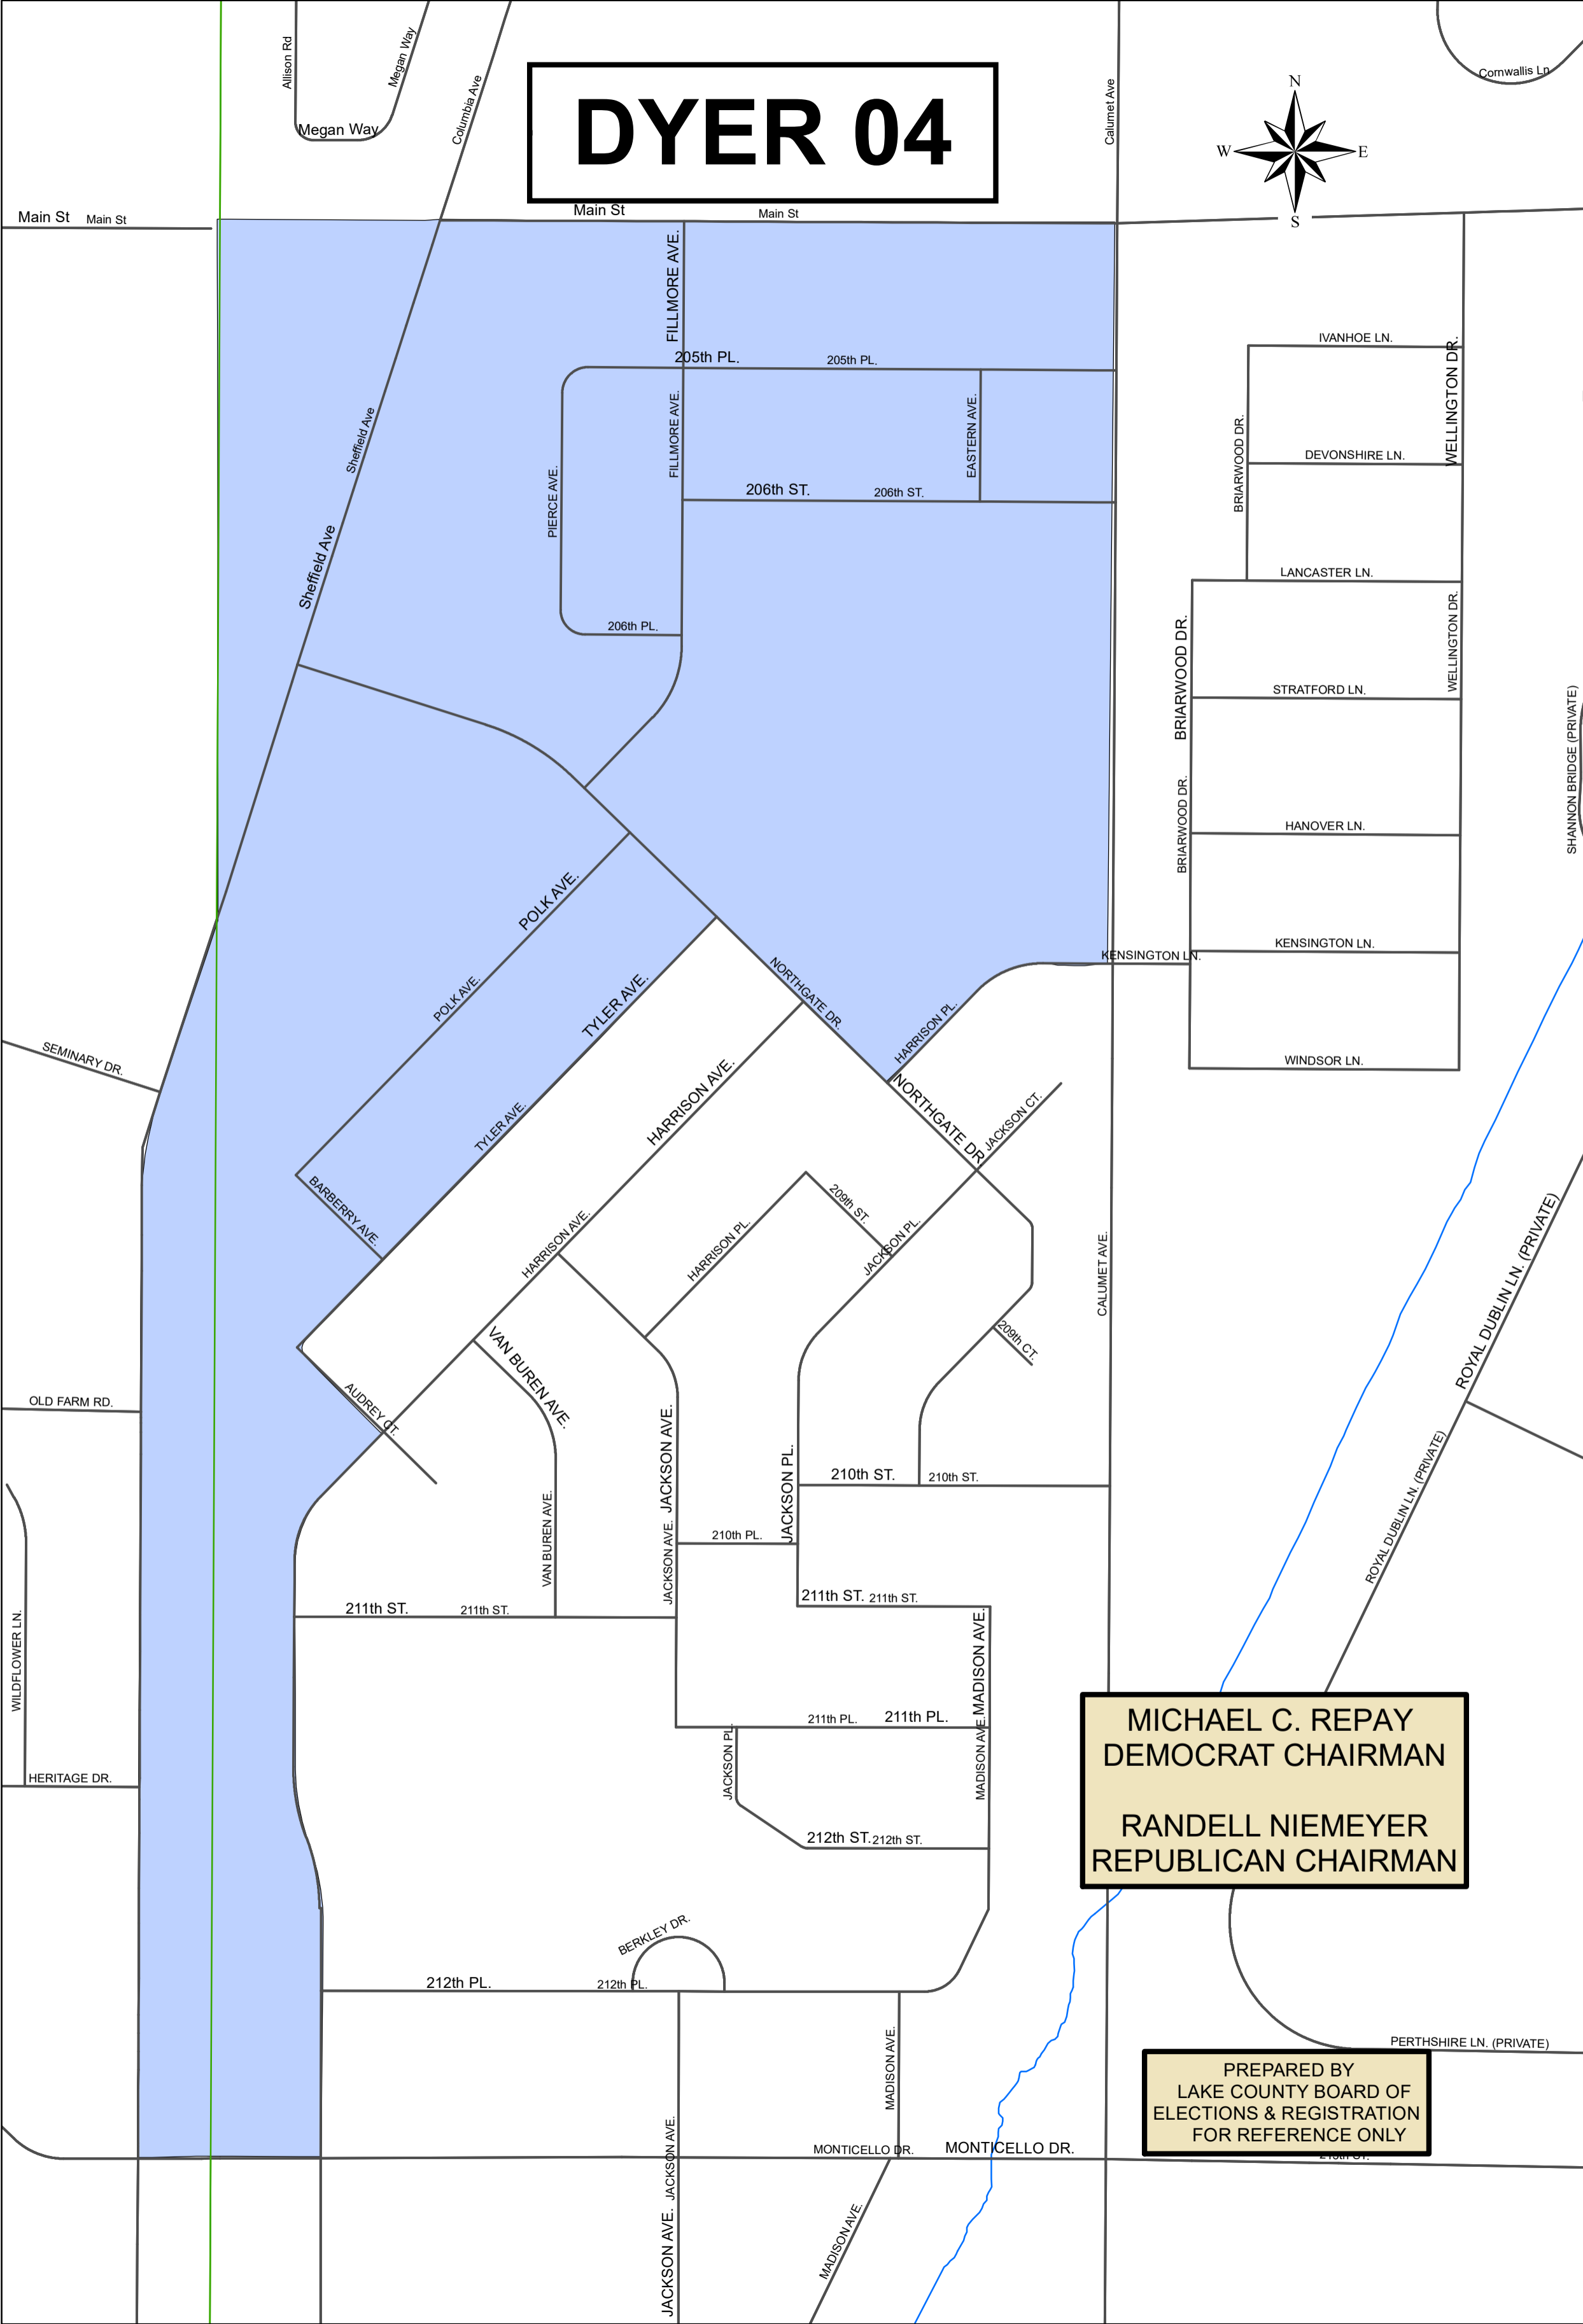 Allison Rd
Megan Way
Megan Way
Columbia Ave
DYER 04
Calumet Ave
Cornwallis Ln
N
W
E
S
Main St
Main St
Main St
Main St
FILLMORE AVE.
205th PL.
205th PL.
IVANHOE LN.
WELLINGTON DR.
Sheffield Ave
FILLMORE AVE.
EASTERN AVE.
BRIARWOOD DR.
DEVONSHIRE LN.
PIERCE AVE.
206th ST.
206th ST.
Sheffield Ave
LANCASTER LN.
206th PL.
BRIARWOOD DR.
WELLINGTON DR.
STRATFORD LN.
SHANNON BRIDGE (PRIVATE)
BRIARWOOD DR.
HANOVER LN.
POLK AVE.
KENSINGTON LN.
KENSINGTON LN.
POLK AVE.
TYLER AVE.
NORTHGATE DR.
HARRISON PL.
SEMINARY DR.
WINDSOR LN.
TYLER AVE.
HARRISON AVE.
NORTHGATE DR.
JACKSON CT.
BARBERRY AVE.
HARRISON AVE.
HARRISON PL.
209th ST.
JACKSON PL.
CALUMET AVE.
ROYAL DUBLIN LN. (PRIVATE)
VAN BUREN AVE.
209th CT.
OLD FARM RD.
AUDREY CT.
JACKSON AVE.
JACKSON PL.
210th ST.
210th ST.
ROYAL DUBLIN LN. (PRIVATE)
VAN BUREN AVE.
JACKSON AVE.
210th PL.
211th ST.
211th ST.
211th ST.
211th ST.
WILDFLOWER LN.
MADISON AVE.
211th PL.
211th PL.
JACKSON PL.
MADISON AVE.
HERITAGE DR.
212th ST.
212th ST.
MICHAEL C. REPAY
DEMOCRAT CHAIRMAN
RANDELL NIEMEYER
REPUBLICAN CHAIRMAN
BERKLEY DR.
212th PL.
212th PL.
MADISON AVE.
PERTHSHIRE LN. (PRIVATE)
PREPARED BY
LAKE COUNTY BOARD OF
ELECTIONS & REGISTRATION
FOR REFERENCE ONLY
JACKSON AVE.
MONTICELLO DR.
MONTICELLO DR.
JACKSON AVE.
MADISON AVE.